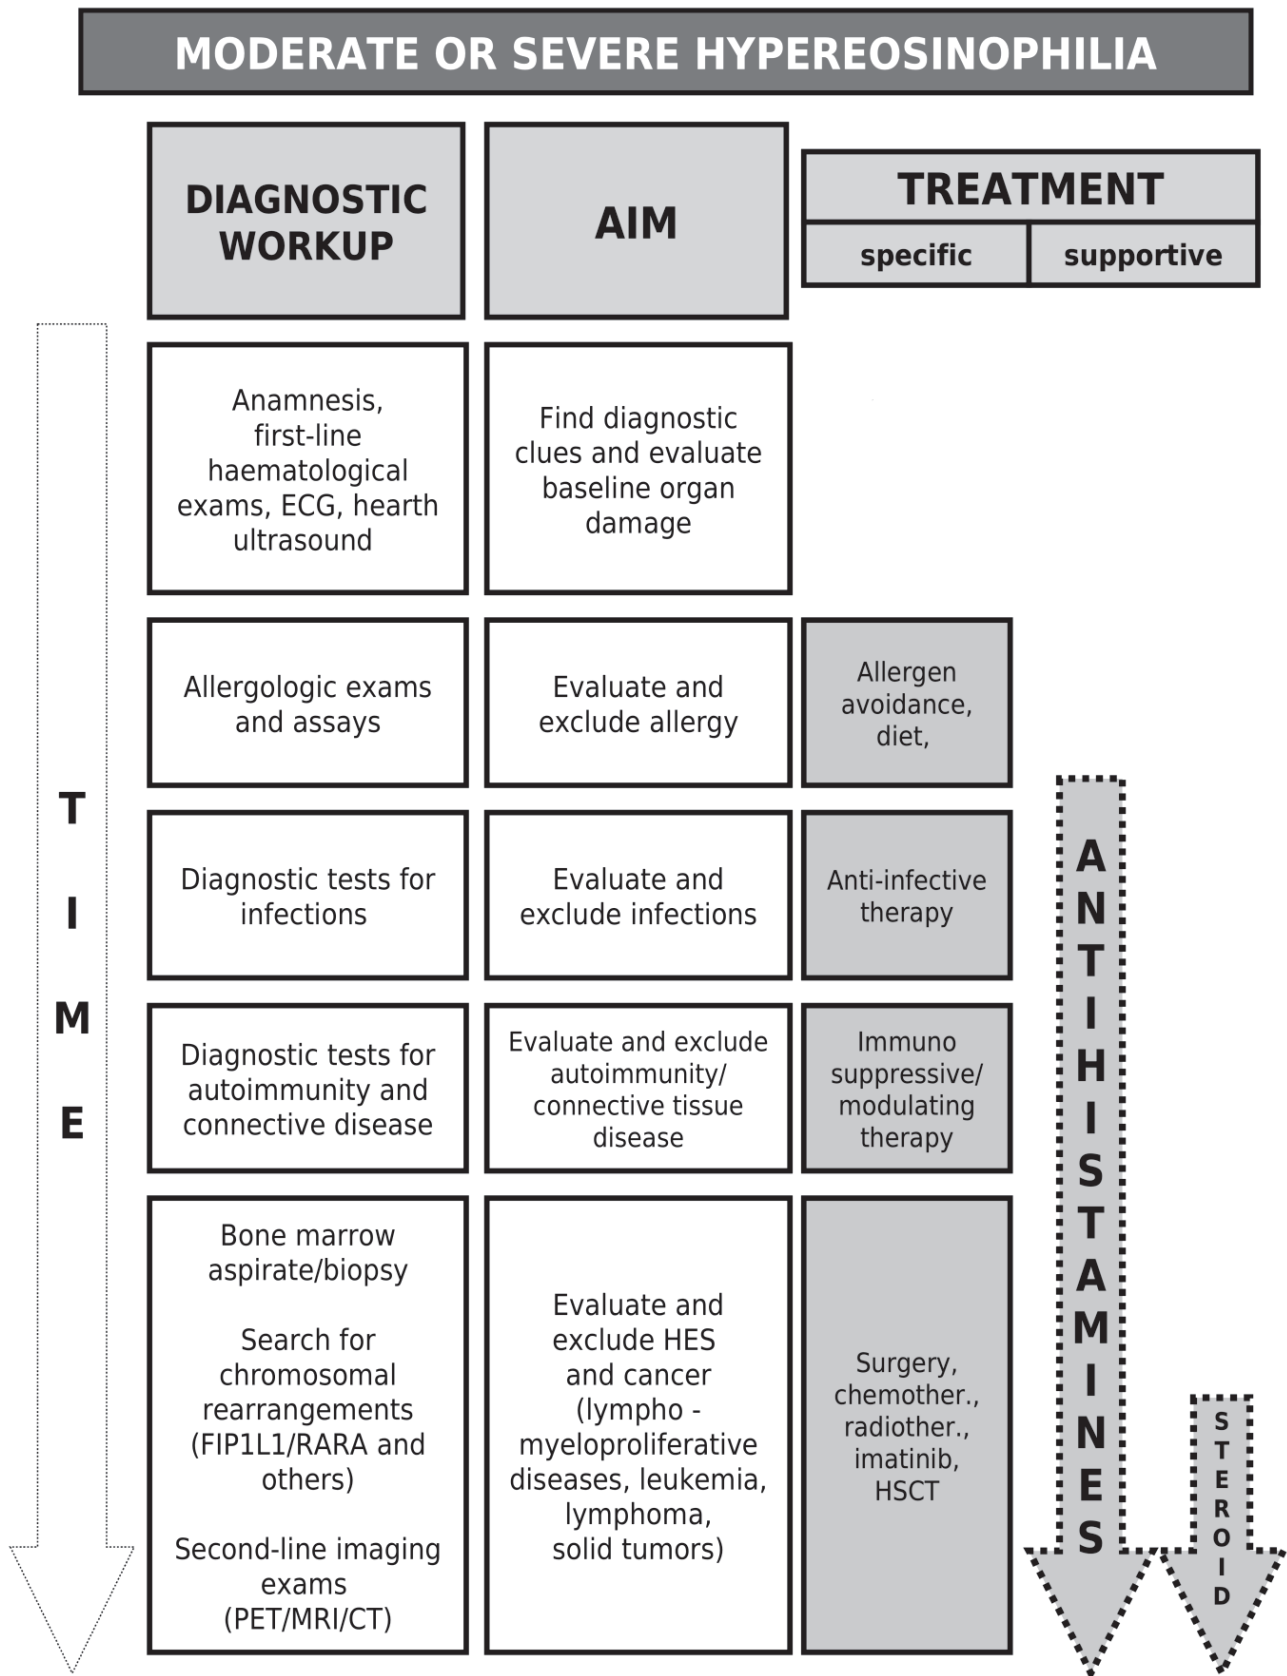 MODERATE OR SEVERE HYPEREOSINOPHILIA
DIAGNOSTIC
WORKUP
AIM
TREATMENT
specific
supportive
Anamnesis,
first-line
haematological
exams, ECG, hearth
ultrasound
Find diagnostic
clues and evaluate
baseline organ
damage
Allergologic exams
and assays
Evaluate and
exclude allergy
Allergen
avoidance,
diet,
Diagnostic tests for
infections
Evaluate and
exclude infections
Anti-infective
therapy
Diagnostic tests for
autoimmunity and
connective disease
Evaluate and exclude
autoimmunity/
connective tissue
disease
Immuno
suppressive/
modulating
therapy
Bone marrow
aspirate/biopsy
Search for
chromosomal
rearrangements
(FIP1L1/RARA and
others)
Second-line imaging
exams
(PET/MRI/CT)
Evaluate and
exclude HES
and cancer
(lympho -
myeloproliferative
diseases, leukemia,
lymphoma,
solid tumors)
Surgery,
chemother.,
radiother.,
imatinib,
HSCT
TIME
ANTIHISTAMINES
STEROID